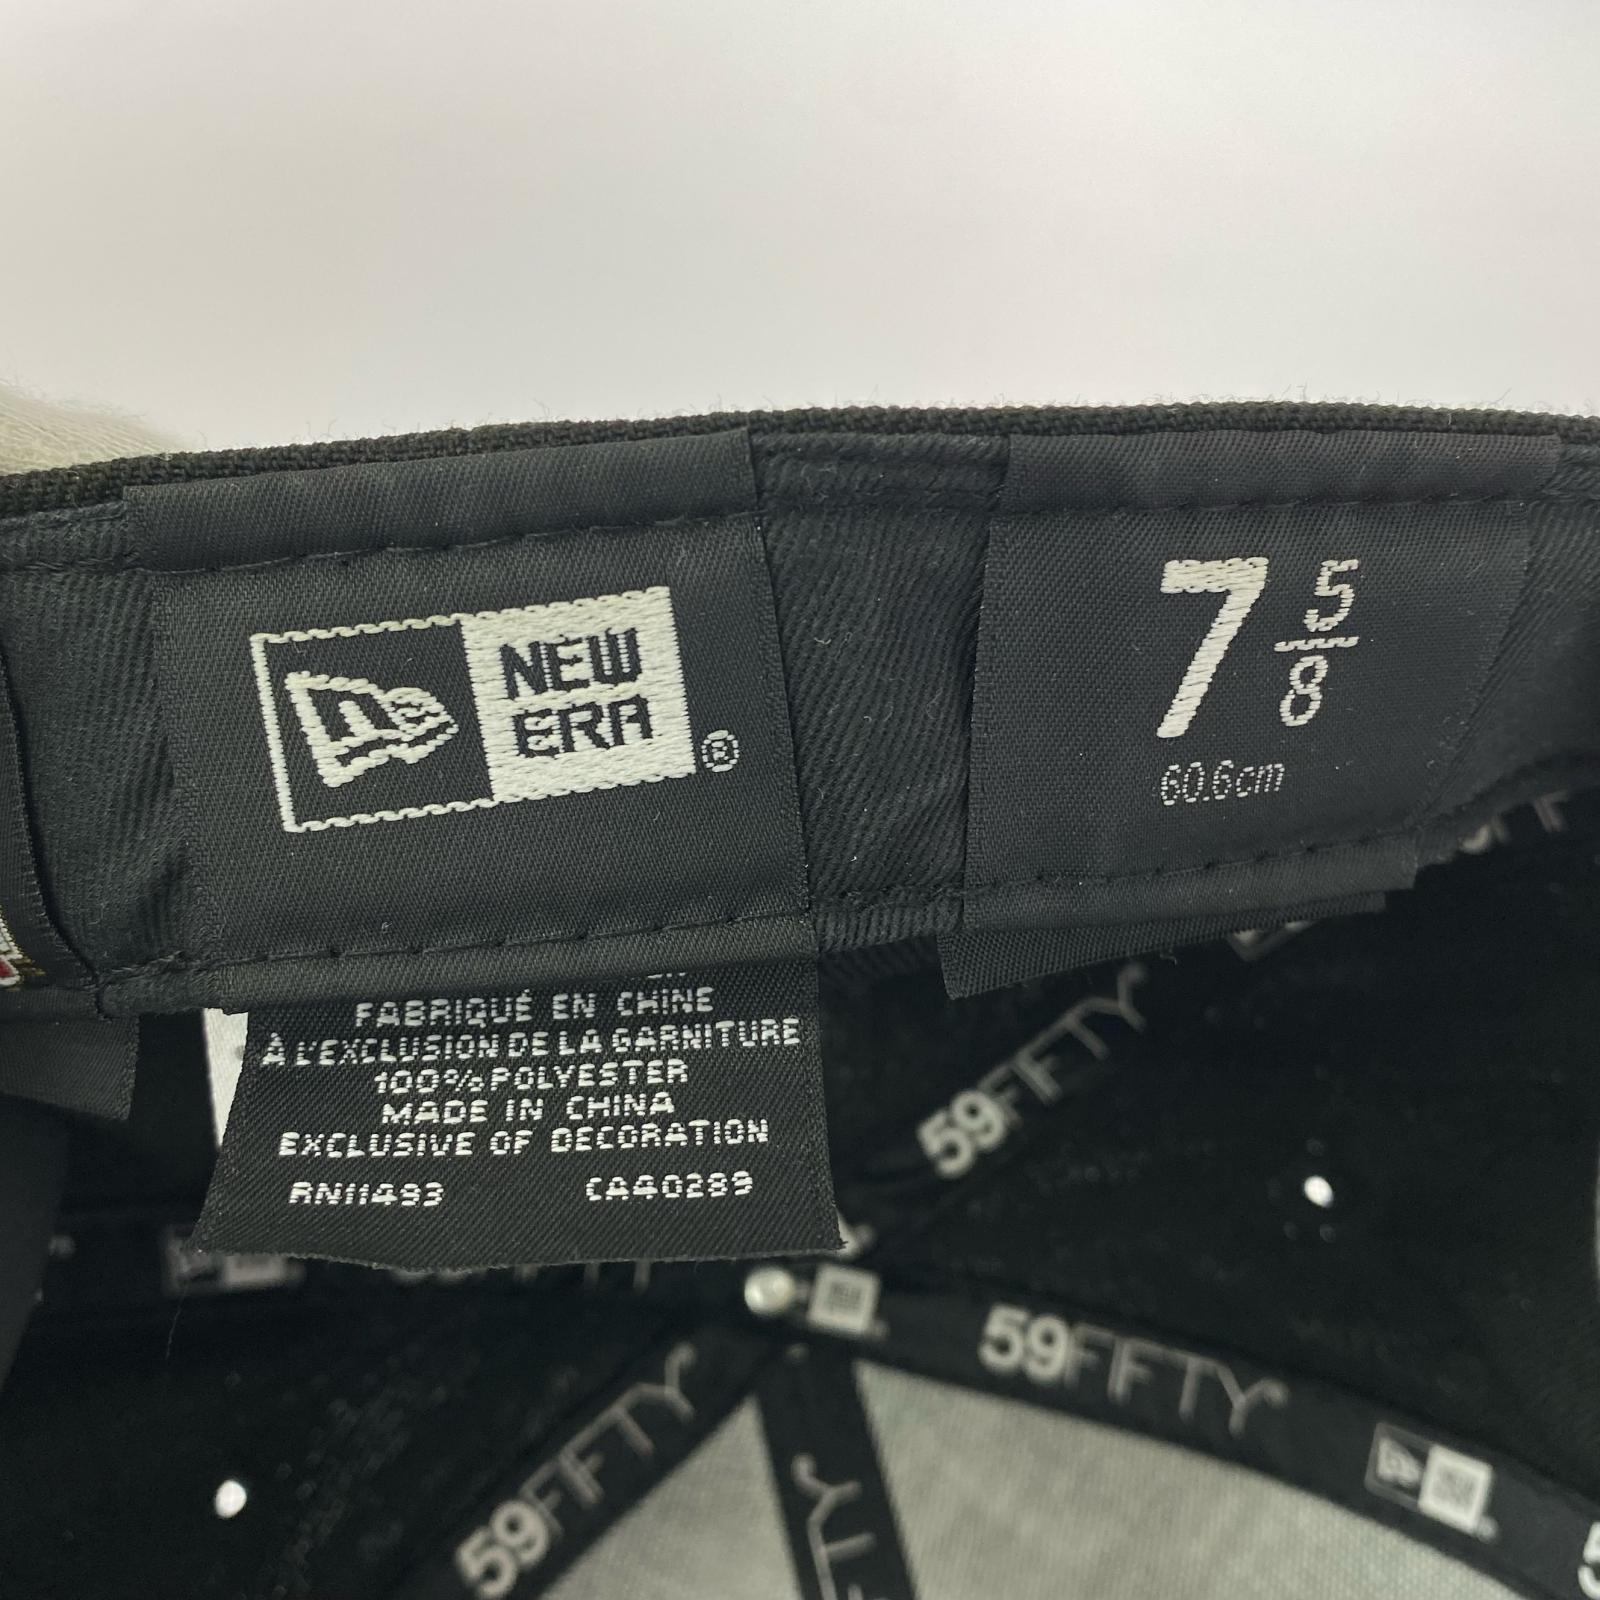 NEW
ERA
®
7 5/8
60.6cm
FABRIQUÉ EN CHINE
À L'EXCLUSION DE LA GARNITURE
100% POLYESTER
MADE IN CHINA
EXCLUSIVE OF DECORATION
RN11493 CA40289
59FIFTY
59FIFTY
59FIFTY